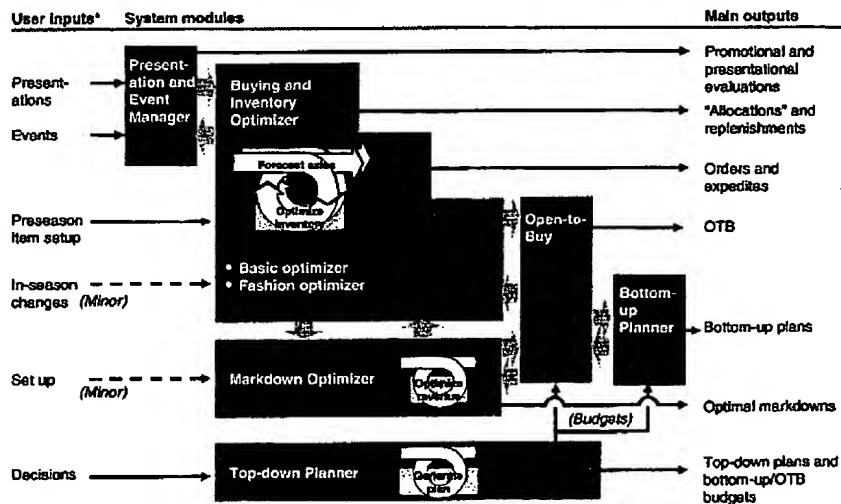 User inputs* System modules Main outputs
Present-
ations
Events
Preseason
item setup
In-season
changes (Minor)
Set up
(Minor)
Decisions
Present-
ation and
Event
Manager
Buying and
Inventory
Optimizer
Forecast sales
Optimize
inventory
• Basic optimizer
• Fashion optimizer
Open-to-
Buy
Bottom-
up
Planner
Markdown Optimizer
Optimize
revenue
(Budgets)
Top-down Planner
Generate
plan
Promotional and
presentational
evaluations
"Allocations" and
replenishments
Orders and
expedites
OTB
Bottom-up plans
Optimal markdowns
Top-down plans and
bottom-up/OTB
budgets